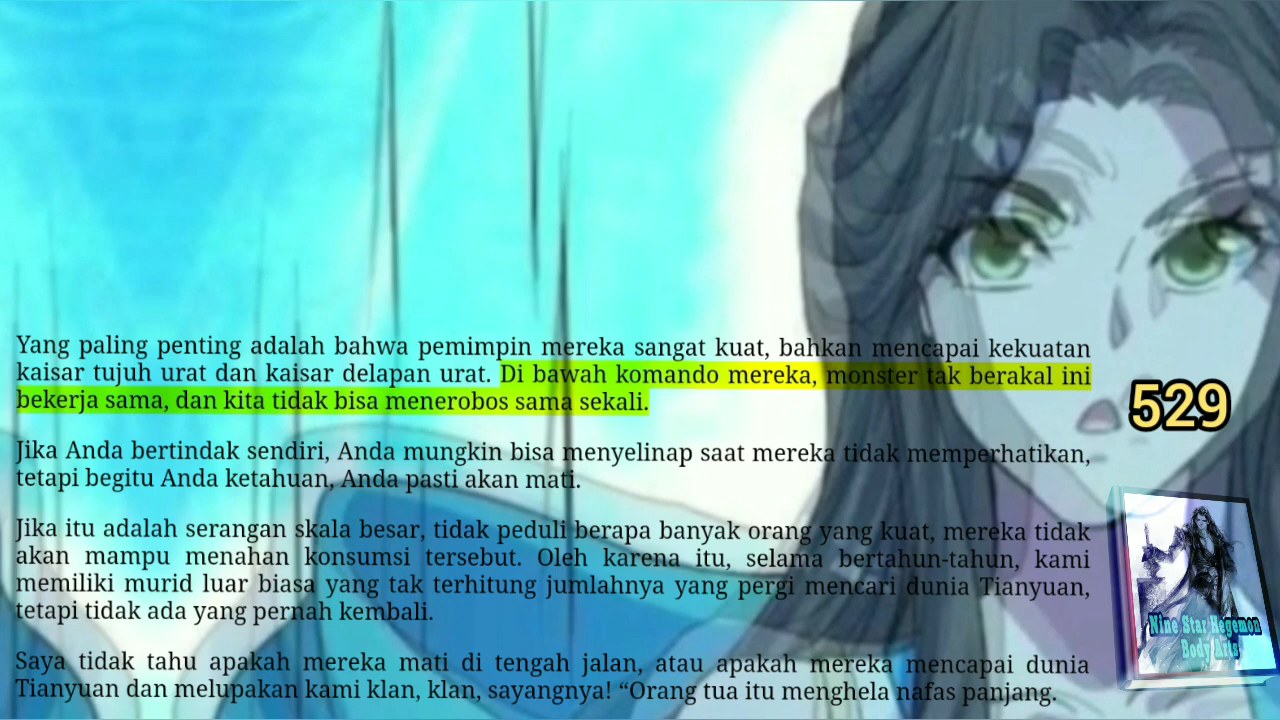 Yang paling penting adalah bahwa pemimpin mereka sangat kuat, bahkan mencapai kekuatan
kaisar tujuh urat dan kaisar delapan urat. Di bawah komando mereka, monster tak berakal ini
bekerja sama, dan kita tidak bisa menerobos sama sekali.
Jika Anda bertindak sendiri, Anda mungkin bisa menyelinap saat mereka tidak memperhatikan,
tetapi begitu Anda ketahuan, Anda pasti akan mati.
Jika itu adalah serangan skala besar, tidak peduli berapa banyak orang yang kuat, mereka tidak
akan mampu menahan konsumsi tersebut. Oleh karena itu, selama bertahun-tahun, kami
memiliki murid luar biasa yang tak terhitung jumlahnya yang pergi mencari dunia Tianyuan,
tetapi tidak ada yang pernah kembali.
Saya tidak tahu apakah mereka mati di tengah jalan, atau apakah mereka mencapai dunia
Tianyuan dan melupakan kami klan, klan, sayangnya! “Orang tua itu menghela nafas panjang.
529
Nine Star Hegemon
Body Arts